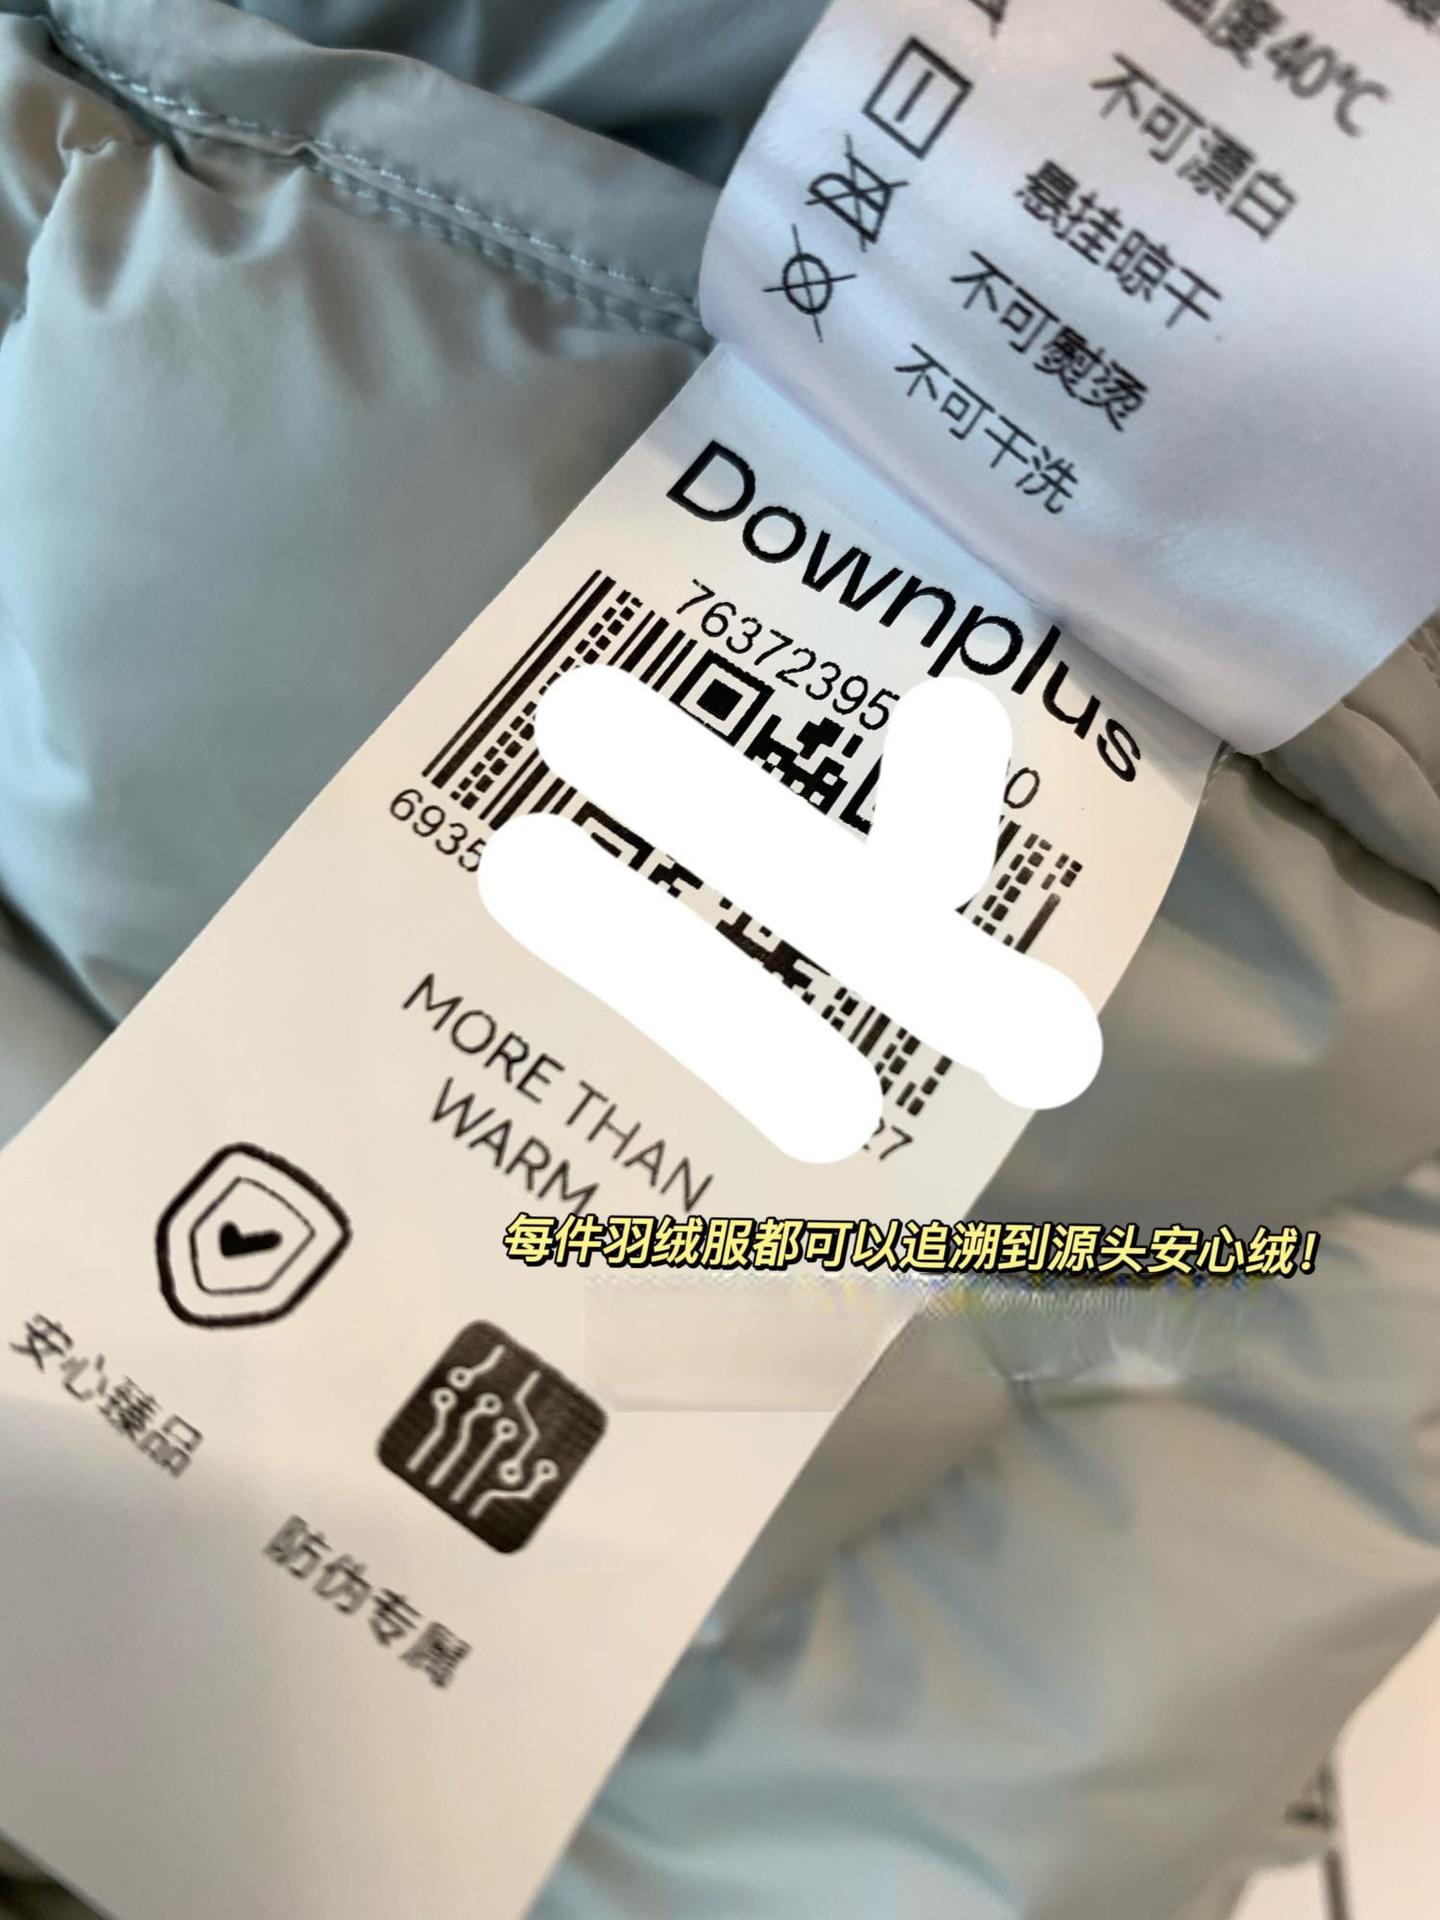 温度40℃
不可漂白
悬挂晾干
不可熨烫
不可干洗
Downplus
76372395
0
6935
27
MORE THAN
WARM
每件羽绒服都可以追溯到源头安心绒!
安心臻品
防伪专属